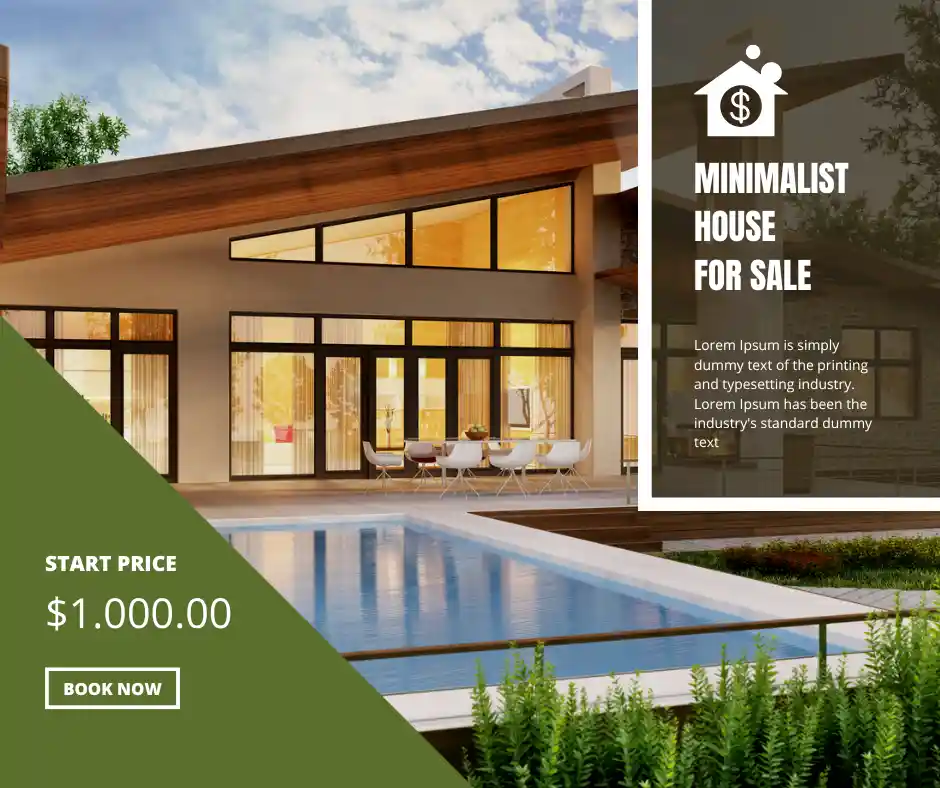 $
MINIMALIST
HOUSE
FOR SALE
Lorem Ipsum is simply
dummy text of the printing
and typesetting industry.
Lorem Ipsum has been the
industry's standard dummy
text
START PRICE
$1.000.00
BOOK NOW